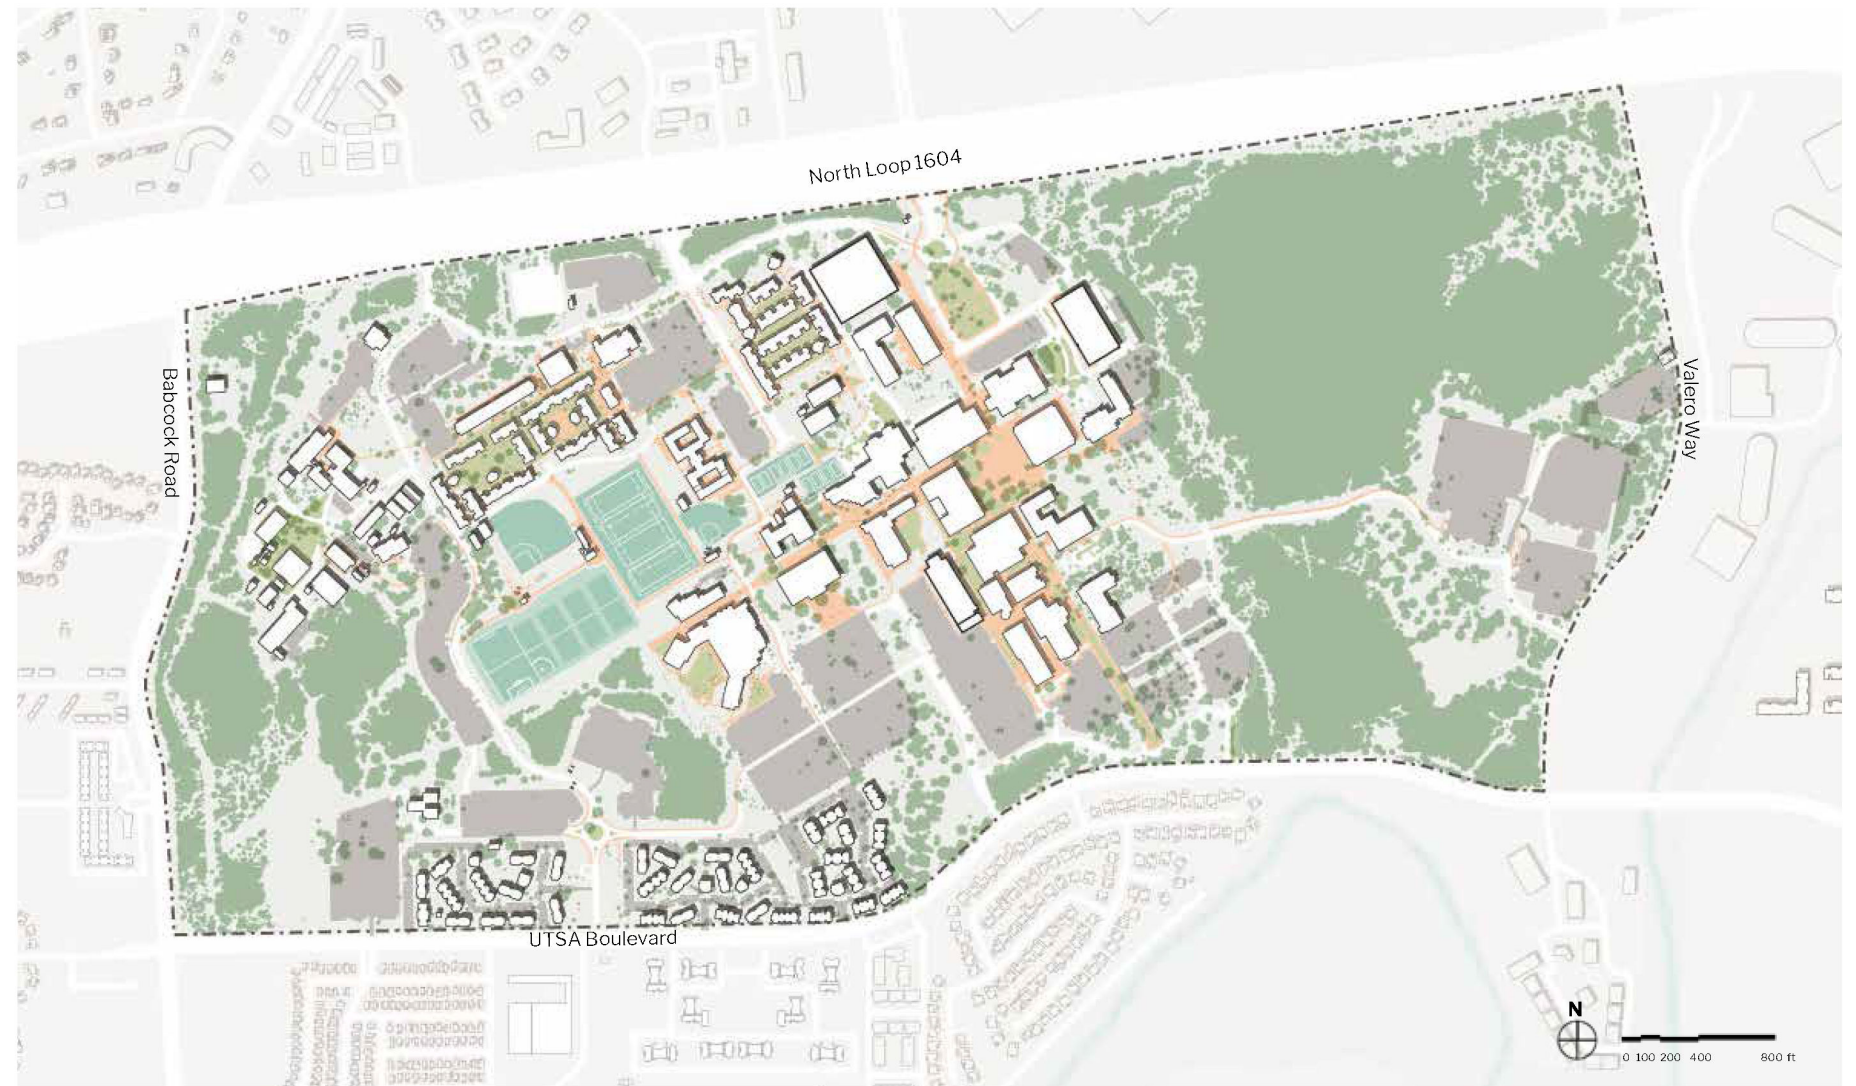 North Loop 1604
Babcock Road
Valero Way
UTSA Boulevard
N
0 100 200 400 800 ft